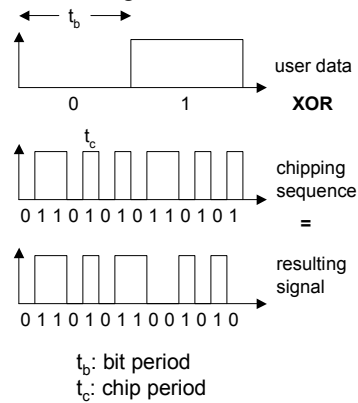 t_b
user data
0 1 XOR
t_c
chipping
sequence
0 1 1 0 1 0 1 0 1 1 0 1 0 1 =
resulting
signal
0 1 1 0 1 0 1 1 0 0 1 0 1 0
t_b: bit period
t_c: chip period